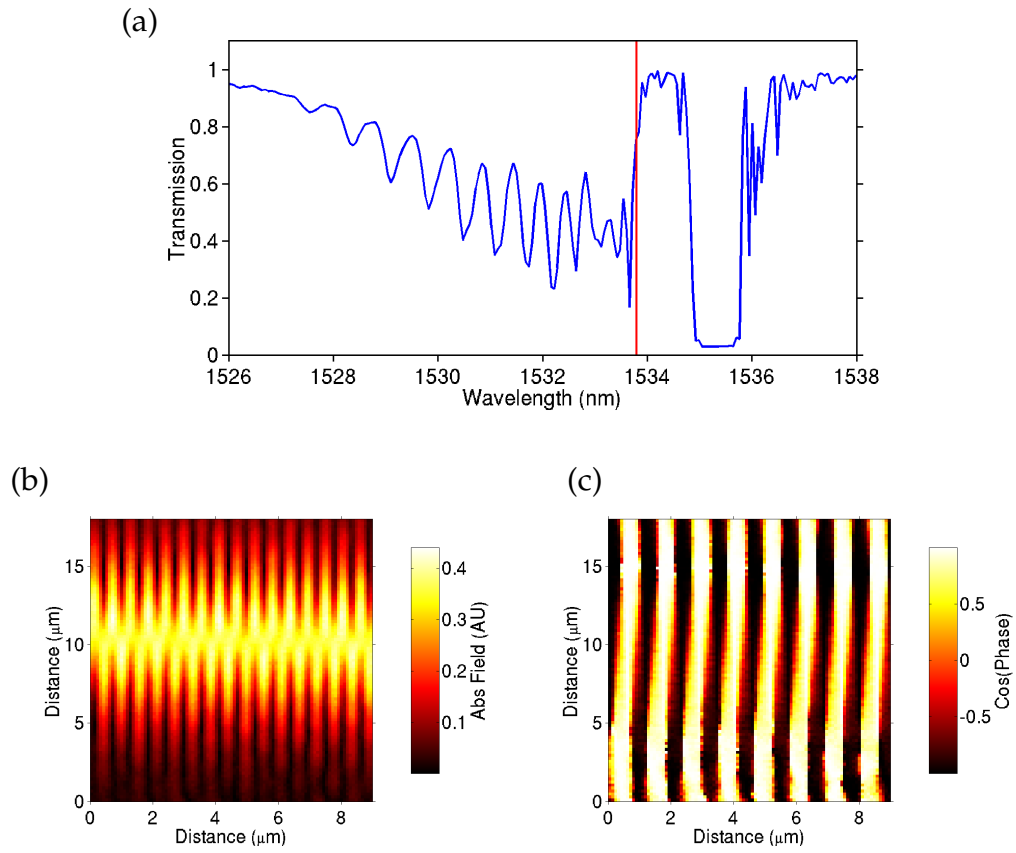 (a)
1
0.8
0.6
0.4
0.2
0
Transmission
1526 1528 1530 1532 1534 1536 1538
Wavelength (nm)
(b)
15
10
5
0
Distance (μm)
0 2 4 6 8
Distance (μm)
0.4
0.3
0.2
0.1
Abs Field (AU)
(c)
15
10
5
0
Distance (μm)
0 2 4 6 8
Distance (μm)
0.5
0
-0.5
Cos(Phase)